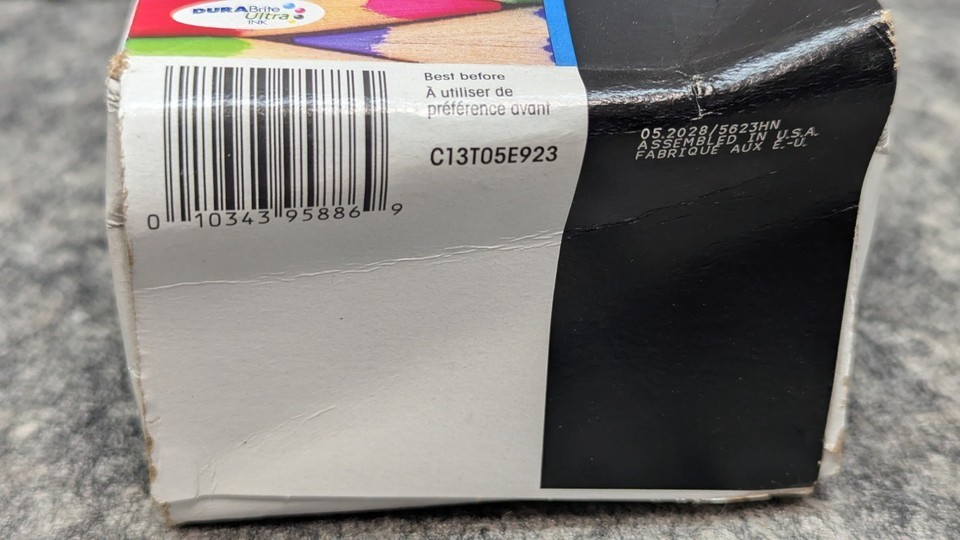 DURABrite
Ultra
INK
Best before
À utiliser de
préférence avant
C13T05E923
0 10343 95886 9
05.2028/5623HN
ASSEMBLED IN U.S.A.
FABRIQUÉ AUX É.-U.